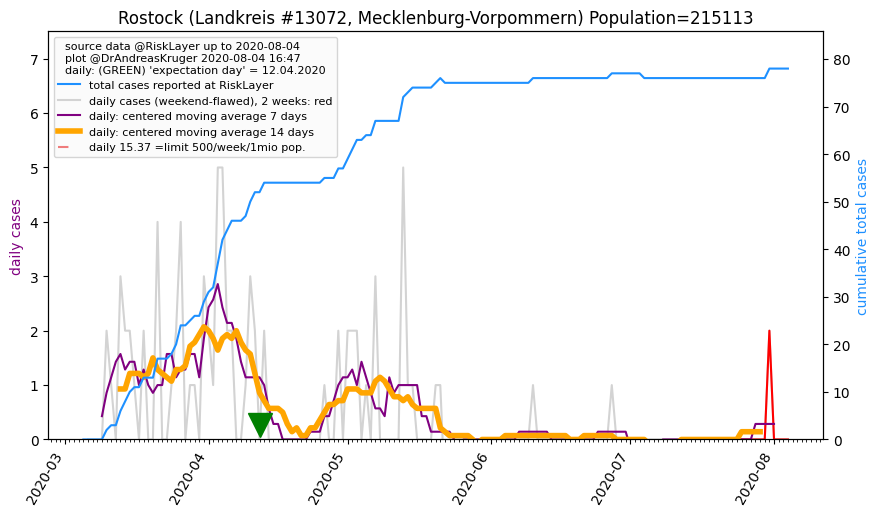 Rostock (Landkreis #13072, Mecklenburg-Vorpommern) Population=215113
source data @RiskLayer up to 2020-08-04
plot @DrAndreasKruger 2020-08-04 16:47
daily: (GREEN) 'expectation day' = 12.04.2020
total cases reported at RiskLayer
daily cases (weekend-flawed), 2 weeks: red
daily: centered moving average 7 days
daily: centered moving average 14 days
daily 15.37 =limit 500/week/1mio pop.
daily cases
7
6
5
4
3
2
1
0
cumulative total cases
80
70
60
50
40
30
20
10
0
2020-03
2020-04
2020-05
2020-06
2020-07
2020-08